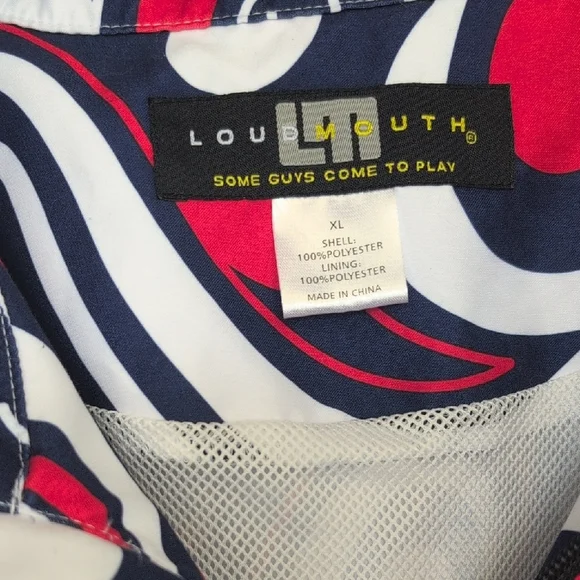 LOUDMOUTH®
LM
SOME GUYS COME TO PLAY
XL
SHELL:
100%POLYESTER
LINING:
100%POLYESTER
MADE IN CHINA